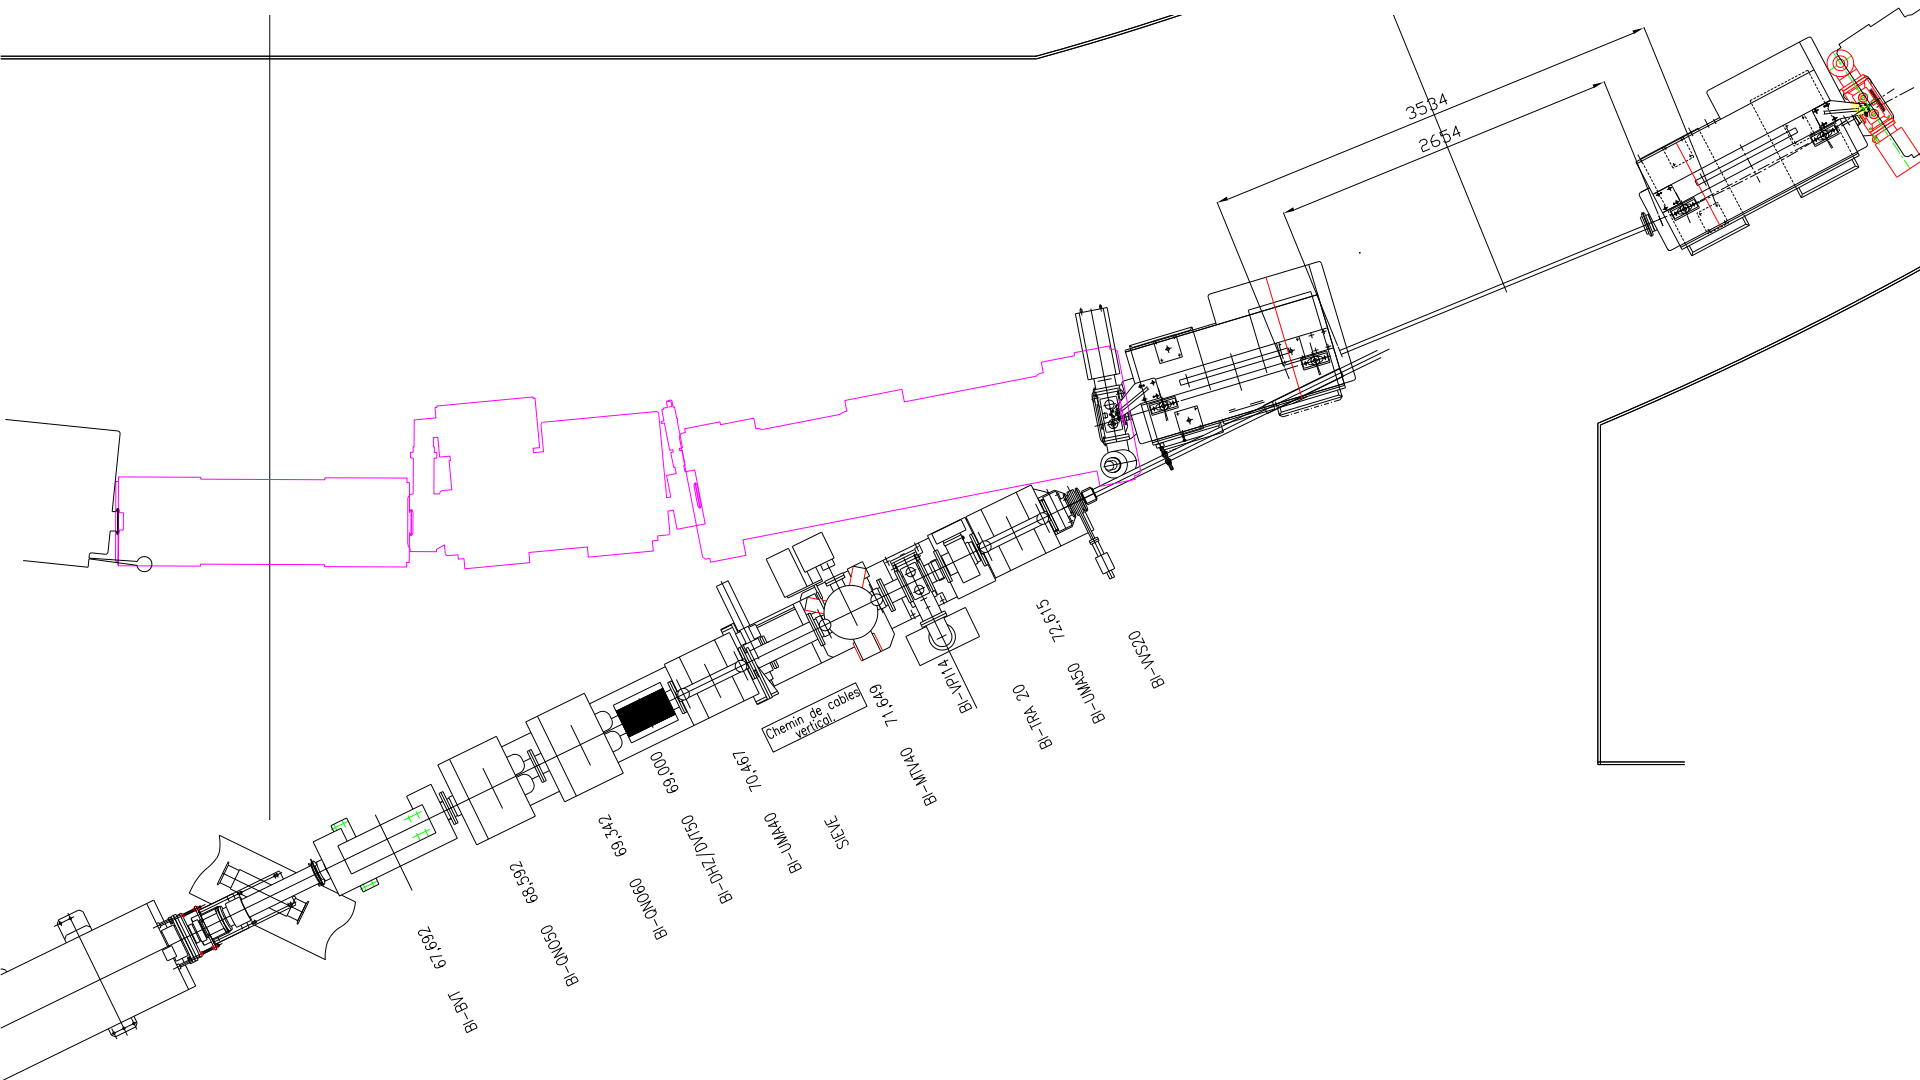 3534
2654
BI-WS20
72,615
BI-UMA50
BI-TRA 20
BI-VPI14
71,649
BI-MTV40
Chemin de cables
vertical.
SIEVE
70,467
BI-UMA40
69,000
BI-DHZ/DVT50
69,342
BI-QNO60
68,592
BI-QNO50
67,692
BI-BVT